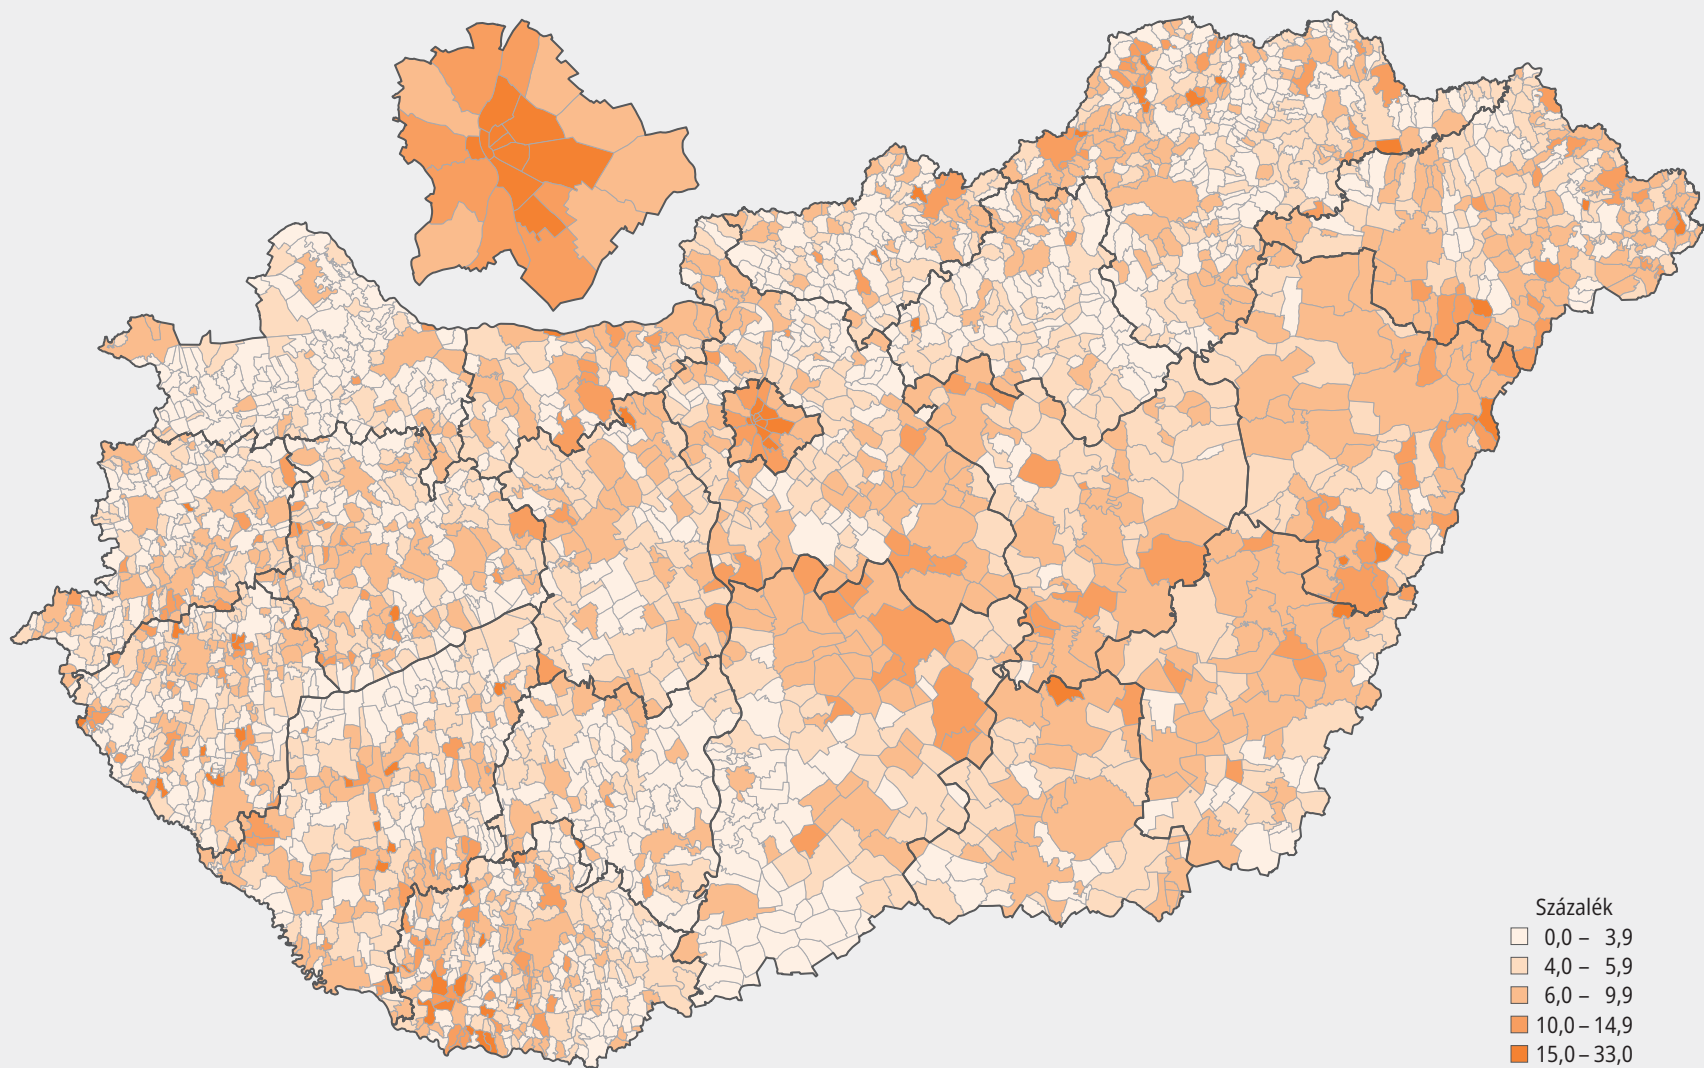 Százalék
0,0 – 3,9
4,0 – 5,9
6,0 – 9,9
10,0 – 14,9
15,0 – 33,0